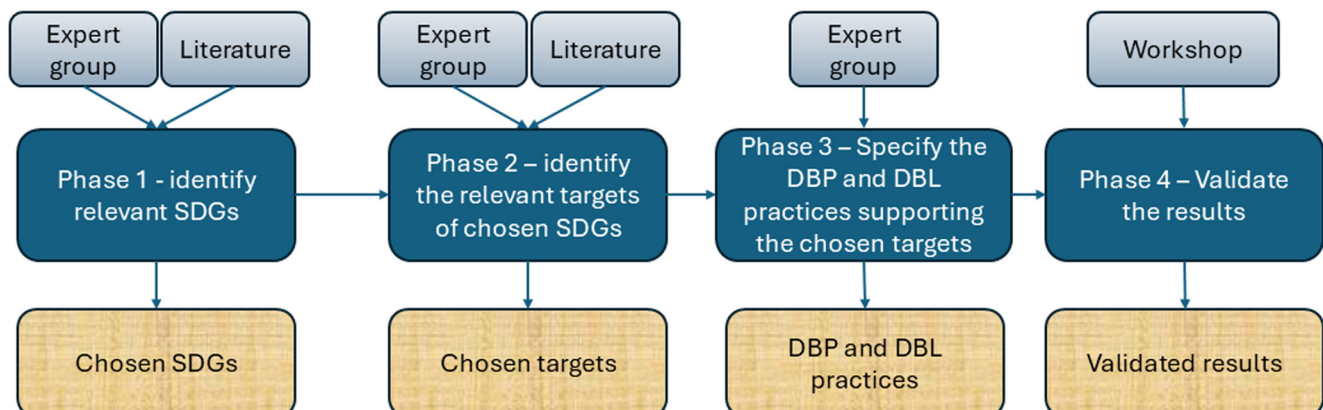 Expert
group
Literature
Expert
group
Literature
Expert
group
Workshop
Phase 1 - identify
relevant SDGs
Phase 2 – identify
the relevant targets
of chosen SDGs
Phase 3 – Specify the
DBP and DBL
practices supporting
the chosen targets
Phase 4 – Validate
the results
Chosen SDGs
Chosen targets
DBP and DBL
practices
Validated results